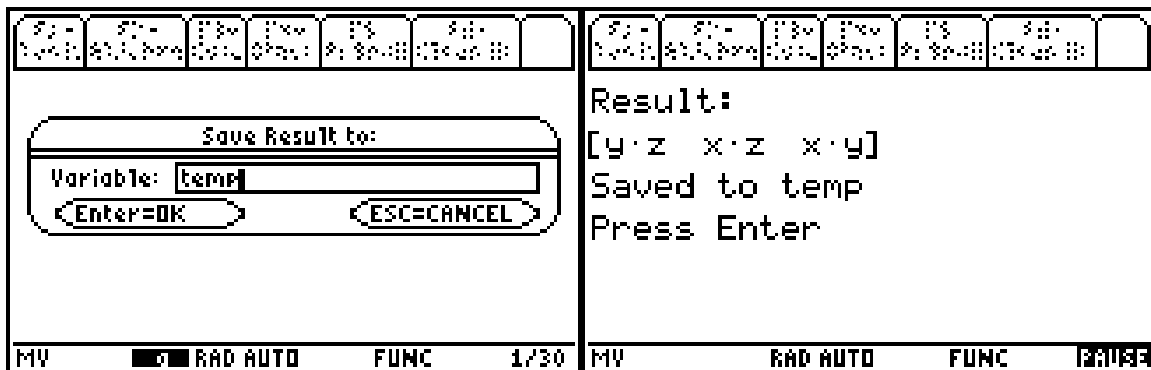 Save Result to:
Variable: temp
Enter=OK
ESC=CANCEL
MV RAD AUTO FUNC 1/30
Result:
[y·z x·z x·y]
Saved to temp
Press Enter
MV RAD AUTO FUNC PAUSE